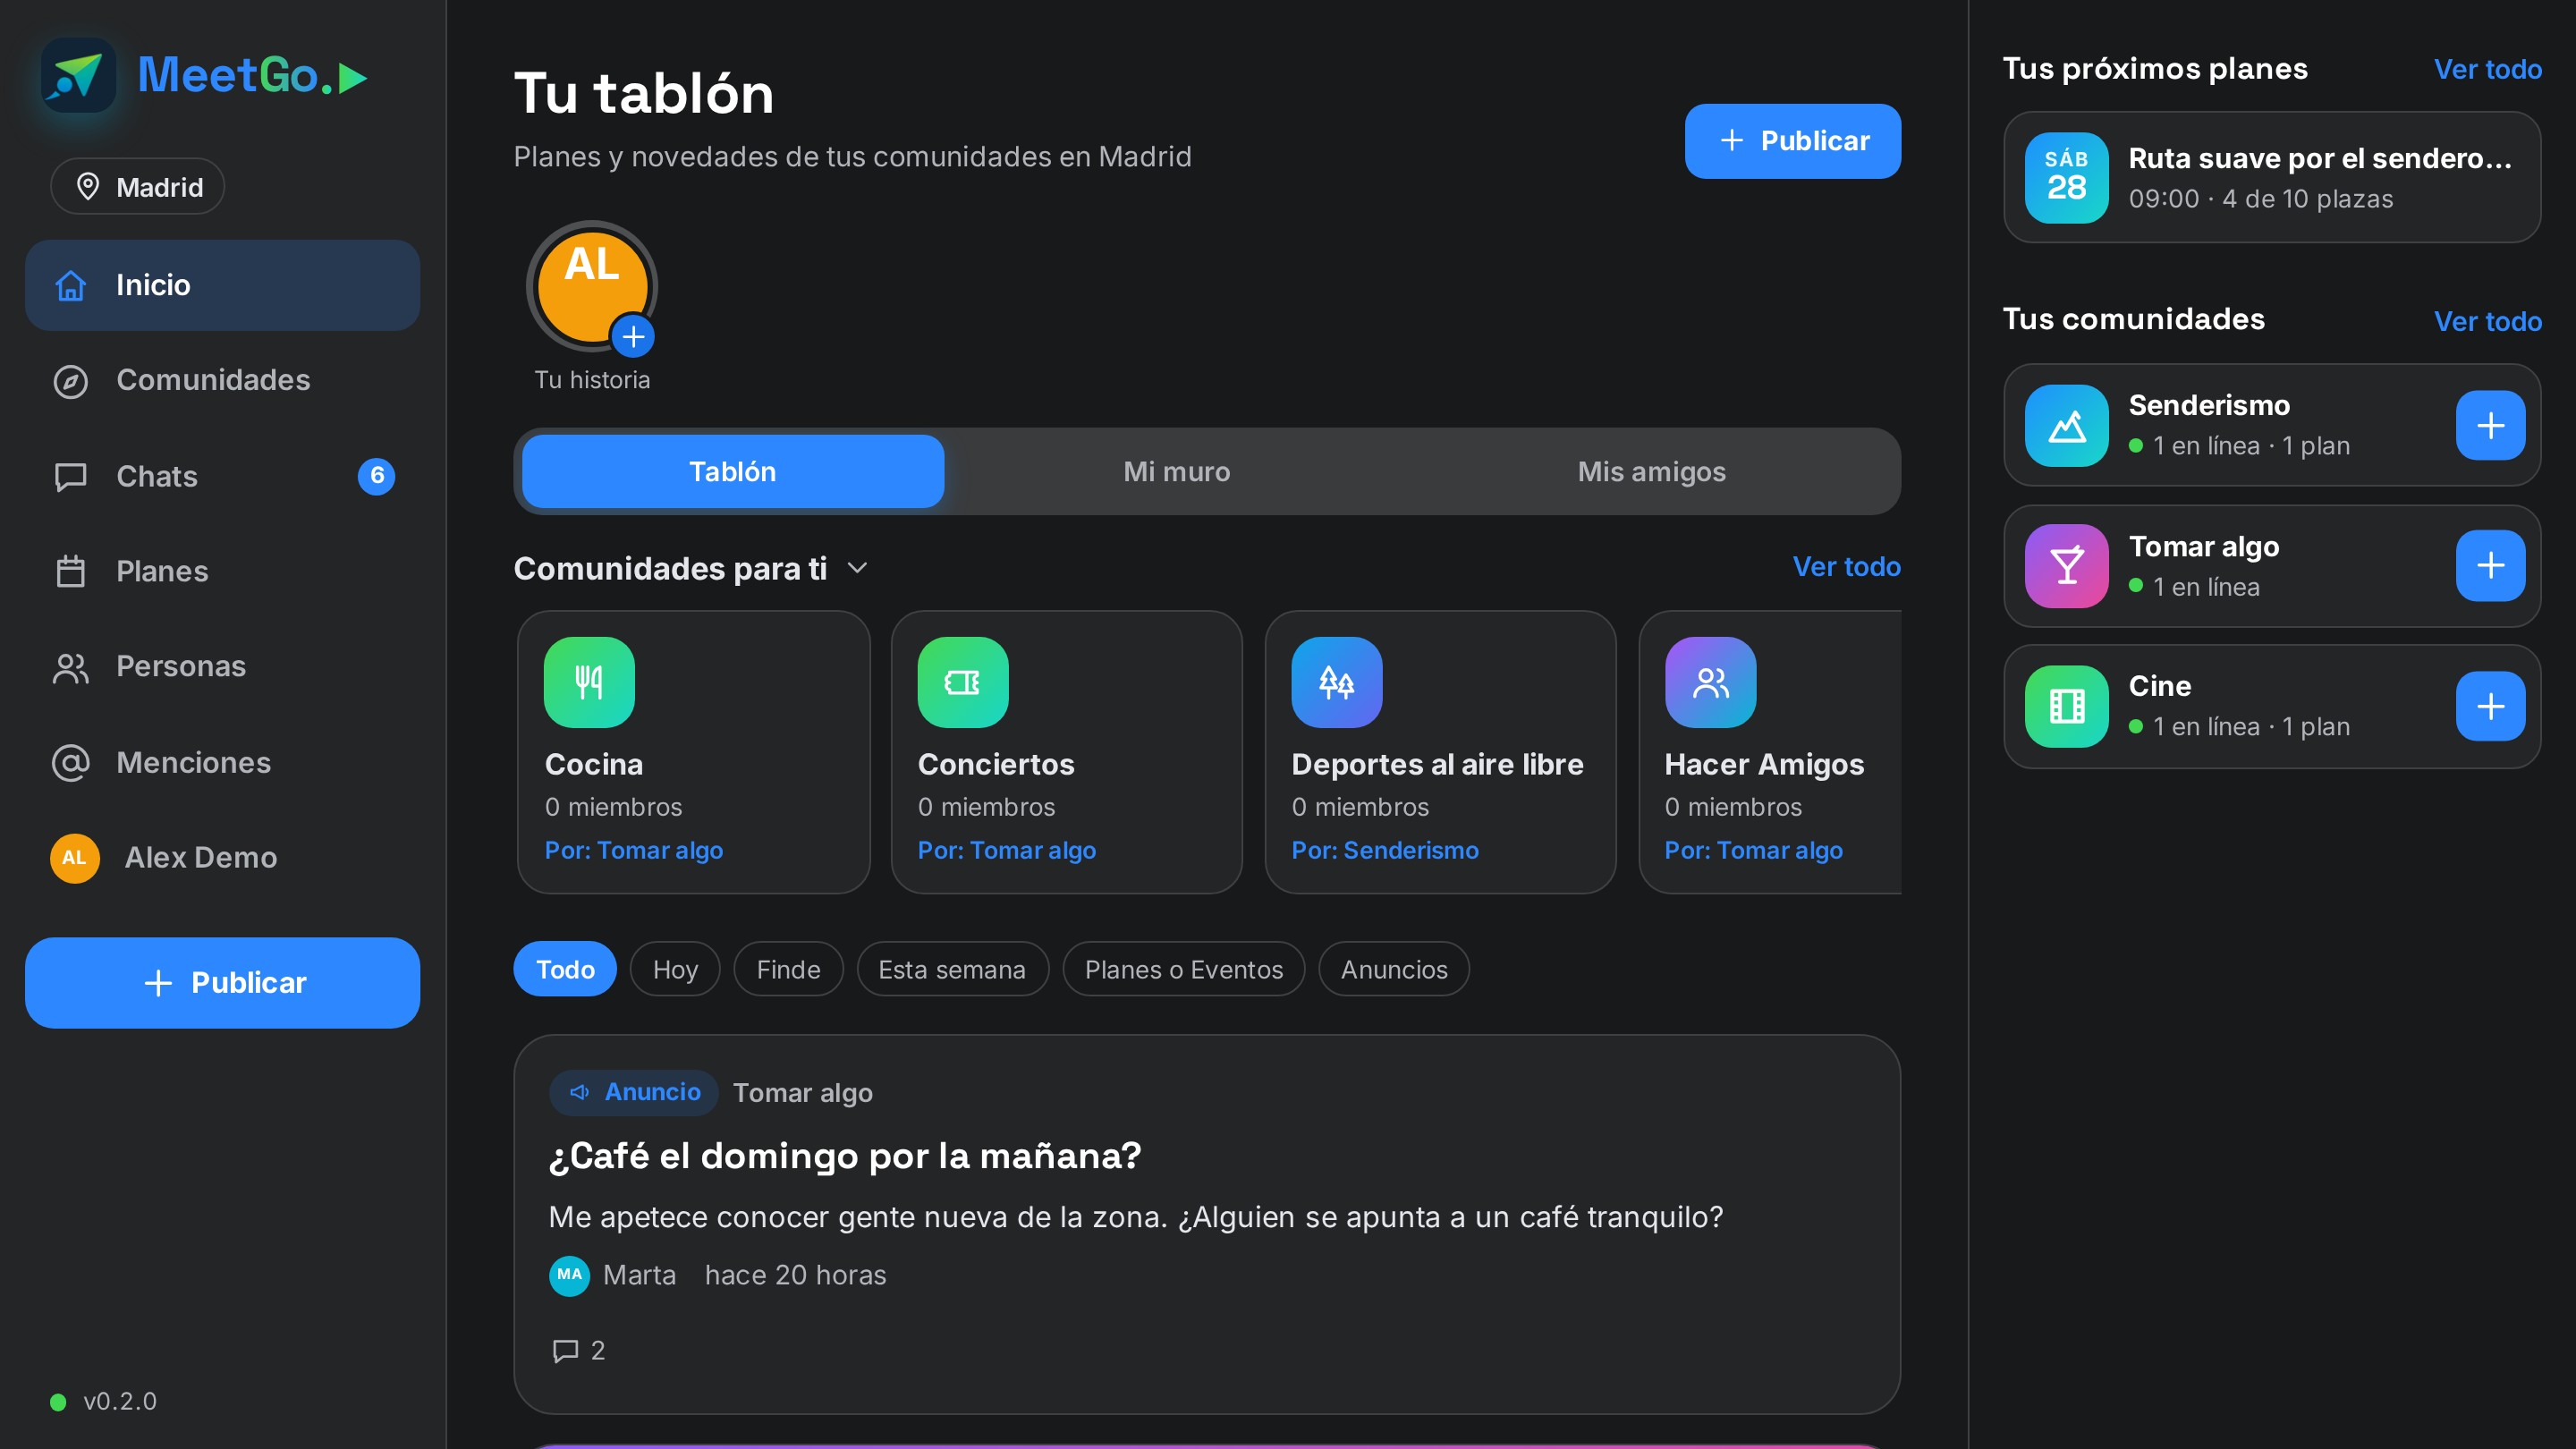 MeetGo.
Madrid
Inicio
Comunidades
Chats
6
Planes
Personas
Menciones
AL
Alex Demo
Publicar
v0.2.0
Tu tablón
Planes y novedades de tus comunidades en Madrid
Publicar
AL
Tu historia
Tablón
Mi muro
Mis amigos
Comunidades para ti
Ver todo
Cocina
0 miembros
Por: Tomar algo
Conciertos
0 miembros
Por: Tomar algo
Deportes al aire libre
0 miembros
Por: Senderismo
Hacer Amigos
0 miembros
Por: Tomar algo
Todo
Hoy
Finde
Esta semana
Planes o Eventos
Anuncios
Anuncio
Tomar algo
¿Café el domingo por la mañana?
Me apetece conocer gente nueva de la zona. ¿Alguien se apunta a un café tranquilo?
MA
Marta
hace 20 horas
2
Tus próximos planes
Ver todo
SÁB
28
Ruta suave por el sendero...
09:00 · 4 de 10 plazas
Tus comunidades
Ver todo
Senderismo
1 en línea · 1 plan
Tomar algo
1 en línea
Cine
1 en línea · 1 plan